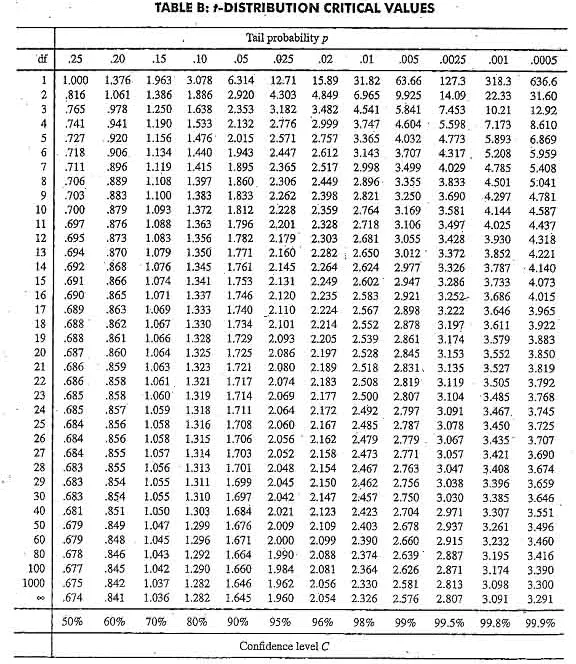 TABLE B: t-DISTRIBUTION CRITICAL VALUES
Tail probability p
df .25 .20 .15 .10 .05 .025 .02 .01 .005 .0025 .001 .0005
1 1.000 1.376 1.963 3.078 6.314 12.71 15.89 31.82 63.66 127.3 318.3 636.6
2 .816 1.061 1.386 1.886 2.920 4.303 4.849 6.965 9.925 14.09 22.33 31.60
3 .765 .978 1.250 1.638 2.353 3.182 3.482 4.541 5.841 7.453 10.21 12.92
4 .741 .941 1.190 1.533 2.132 2.776 2.999 3.747 4.604 5.598 7.173 8.610
5 .727 .920 1.156 1.476 2.015 2.571 2.757 3.365 4.032 4.773 5.893 6.869
6 .718 .906 1.134 1.440 1.943 2.447 2.612 3.143 3.707 4.317 5.208 5.959
7 .711 .896 1.119 1.415 1.895 2.365 2.517 2.998 3.499 4.029 4.785 5.408
8 .706 .889 1.108 1.397 1.860 2.306 2.449 2.896 3.355 3.833 4.501 5.041
9 .703 .883 1.100 1.383 1.833 2.262 2.398 2.821 3.250 3.690 4.297 4.781
10 .700 .879 1.093 1.372 1.812 2.228 2.359 2.764 3.169 3.581 4.144 4.587
11 .697 .876 1.088 1.363 1.796 2.201 2.328 2.718 3.106 3.497 4.025 4.437
12 .695 .873 1.083 1.356 1.782 2.179 2.303 2.681 3.055 3.428 3.930 4.318
13 .694 .870 1.079 1.350 1.771 2.160 2.282 2.650 3.012 3.372 3.852 4.221
14 .692 .868 1.076 1.345 1.761 2.145 2.264 2.624 2.977 3.326 3.787 4.140
15 .691 .866 1.074 1.341 1.753 2.131 2.249 2.602 2.947 3.286 3.733 4.073
16 .690 .865 1.071 1.337 1.746 2.120 2.235 2.583 2.921 3.252 3.686 4.015
17 .689 .863 1.069 1.333 1.740 2.110 2.224 2.567 2.898 3.222 3.646 3.965
18 .688 .862 1.067 1.330 1.734 2.101 2.214 2.552 2.878 3.197 3.611 3.922
19 .688 .861 1.066 1.328 1.729 2.093 2.205 2.539 2.861 3.174 3.579 3.883
20 .687 .860 1.064 1.325 1.725 2.086 2.197 2.528 2.845 3.153 3.552 3.850
21 .686 .859 1.063 1.323 1.721 2.080 2.189 2.518 2.831 3.135 3.527 3.819
22 .686 .858 1.061 1.321 1.717 2.074 2.183 2.508 2.819 3.119 3.505 3.792
23 .685 .858 1.060 1.319 1.714 2.069 2.177 2.500 2.807 3.104 3.485 3.768
24 .685 .857 1.059 1.318 1.711 2.064 2.172 2.492 2.797 3.091 3.467 3.745
25 .684 .856 1.058 1.316 1.708 2.060 2.167 2.485 2.787 3.078 3.450 3.725
26 .684 .856 1.058 1.315 1.706 2.056 2.162 2.479 2.779 3.067 3.435 3.707
27 .684 .855 1.057 1.314 1.703 2.052 2.158 2.473 2.771 3.057 3.421 3.690
28 .683 .855 1.056 1.313 1.701 2.048 2.154 2.467 2.763 3.047 3.408 3.674
29 .683 .854 1.055 1.311 1.699 2.045 2.150 2.462 2.756 3.038 3.396 3.659
30 .683 .854 1.055 1.310 1.697 2.042 2.147 2.457 2.750 3.030 3.385 3.646
40 .681 .851 1.050 1.303 1.684 2.021 2.123 2.423 2.704 2.971 3.307 3.551
50 .679 .849 1.047 1.299 1.676 2.009 2.109 2.403 2.678 2.937 3.261 3.496
60 .679 .848 1.045 1.296 1.671 2.000 2.099 2.390 2.660 2.915 3.232 3.460
80 .678 .846 1.043 1.292 1.664 1.990 2.088 2.374 2.639 2.887 3.195 3.416
100 .677 .845 1.042 1.290 1.660 1.984 2.081 2.364 2.626 2.871 3.174 3.390
1000 .675 .842 1.037 1.282 1.646 1.962 2.056 2.330 2.581 2.813 3.098 3.300
∞ .674 .841 1.036 1.282 1.645 1.960 2.054 2.326 2.576 2.807 3.091 3.291
50% 60% 70% 80% 90% 95% 96% 98% 99% 99.5% 99.8% 99.9%
Confidence level C